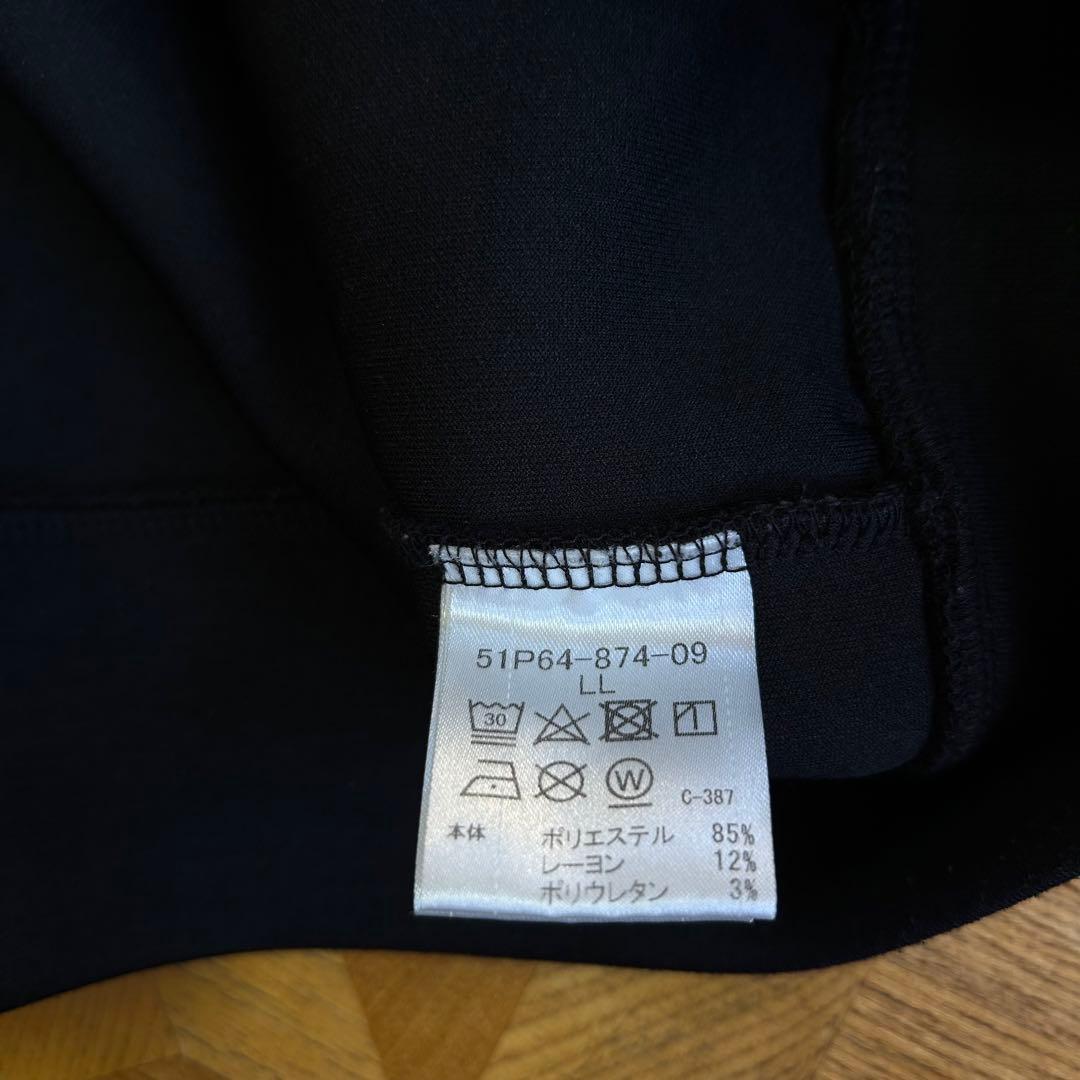 51P64-874-09
LL
30
W
C-387
本体 ポリエステル 85%
レーヨン 12%
ポリウレタン 3%